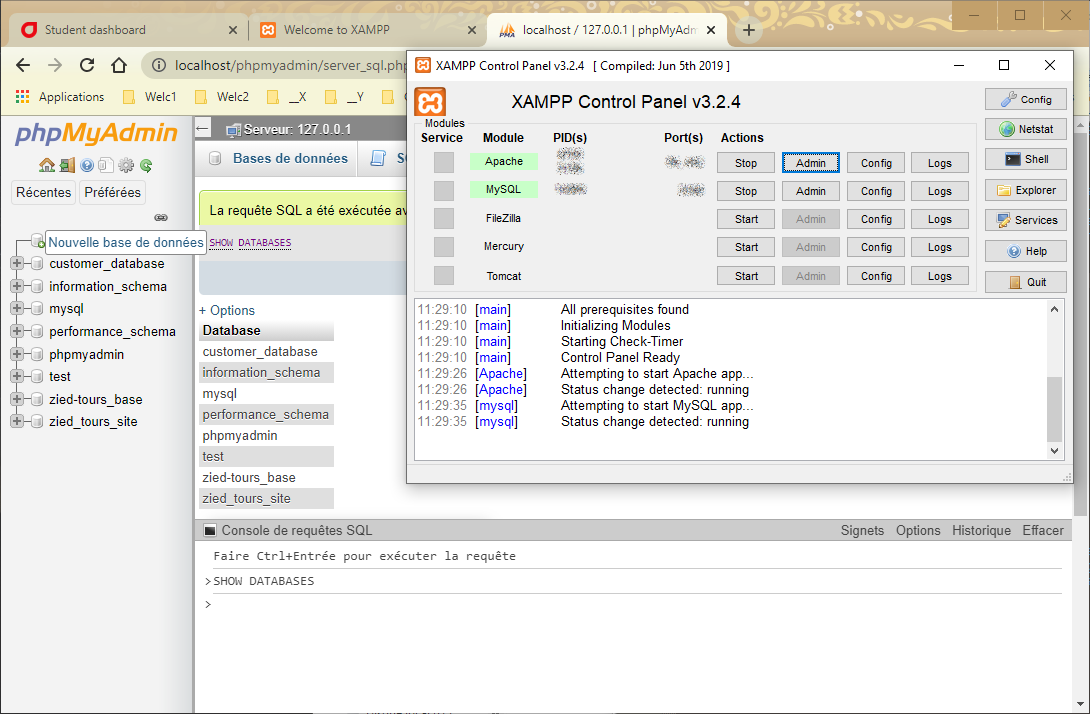 Student dashboard
Welcome to XAMPP
localhost / 127.0.0.1 | phpMyAdm
localhost/phpmyadmin/server_sql.php
Applications
Welc1
Welc2
__X
__Y
XAMPP Control Panel v3.2.4 [ Compiled: Jun 5th 2019 ]
XAMPP Control Panel v3.2.4
Config
Modules
Service Module PID(s) Port(s) Actions
Apache Stop Admin Config Logs
MySQL Stop Admin Config Logs
FileZilla Start Admin Config Logs
Mercury Start Admin Config Logs
Tomcat Start Admin Config Logs
Netstat
Shell
Explorer
Services
Help
Quit
11:29:10 [main] All prerequisites found
11:29:10 [main] Initializing Modules
11:29:10 [main] Starting Check-Timer
11:29:10 [main] Control Panel Ready
11:29:26 [Apache] Attempting to start Apache app...
11:29:26 [Apache] Status change detected: running
11:29:35 [mysql] Attempting to start MySQL app...
11:29:35 [mysql] Status change detected: running
phpMyAdmin
Récentes Préférées
Nouvelle base de données
customer_database
information_schema
mysql
performance_schema
phpmyadmin
test
zied-tours_base
zied_tours_site
Serveur: 127.0.0.1
Bases de données
La requête SQL a été exécutée av
SHOW DATABASES
+ Options
Database
customer_database
information_schema
mysql
performance_schema
phpmyadmin
test
zied-tours_base
zied_tours_site
Console de requêtes SQL
Signets Options Historique Effacer
Faire Ctrl+Entrée pour exécuter la requête
>SHOW DATABASES
>